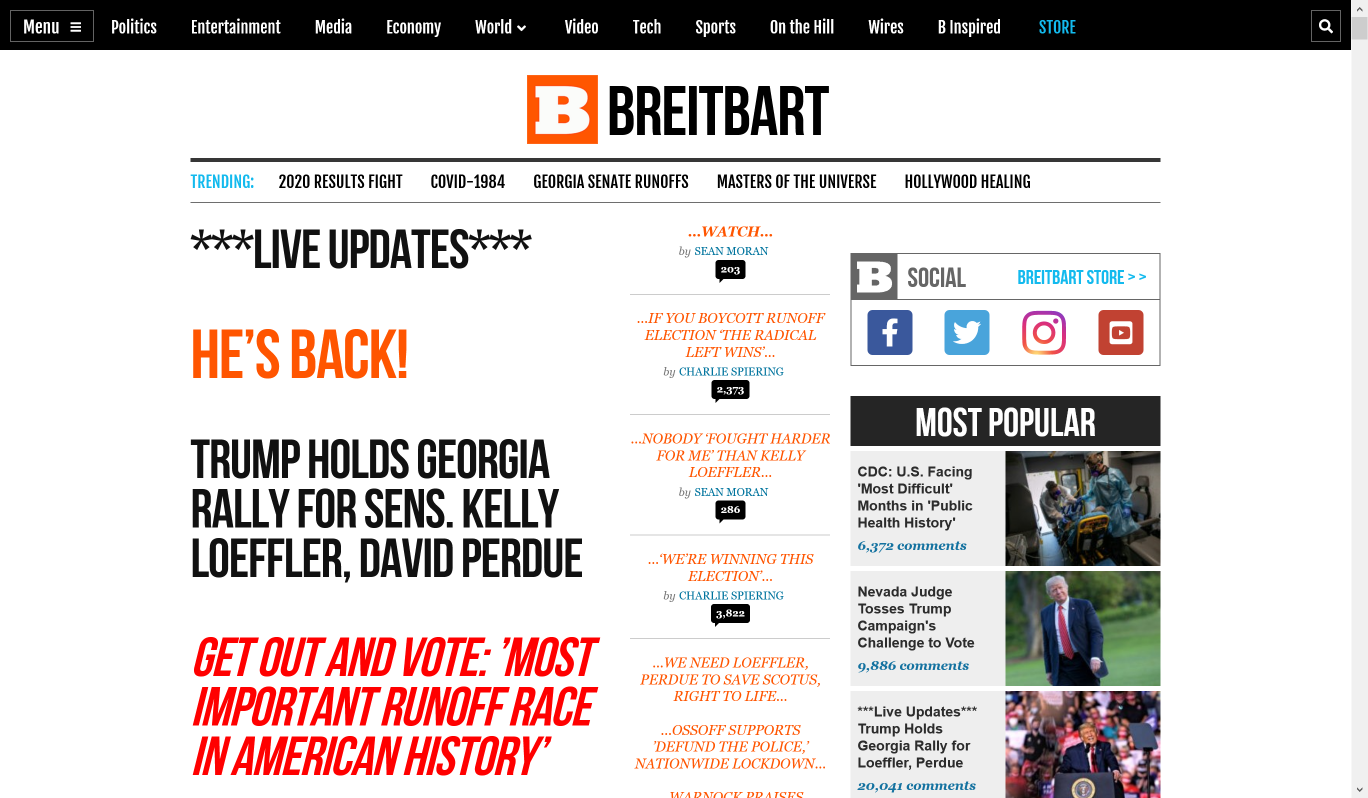 Menu
Politics
Entertainment
Media
Economy
World
Video
Tech
Sports
On the Hill
Wires
B Inspired
STORE
B BREITBART
TRENDING:
2020 RESULTS FIGHT
COVID-1984
GEORGIA SENATE RUNOFFS
MASTERS OF THE UNIVERSE
HOLLYWOOD HEALING
***LIVE UPDATES***
HE’S BACK!
TRUMP HOLDS GEORGIA
RALLY FOR SENS. KELLY
LOEFFLER, DAVID PERDUE
GET OUT AND VOTE: ’MOST
IMPORTANT RUNOFF RACE
IN AMERICAN HISTORY’
...WATCH...
by SEAN MORAN
203
...IF YOU BOYCOTT RUNOFF
ELECTION ‘THE RADICAL
LEFT WINS’...
by CHARLIE SPIERING
2,373
...NOBODY ‘FOUGHT HARDER
FOR ME’ THAN KELLY
LOEFFLER...
by SEAN MORAN
286
...‘WE’RE WINNING THIS
ELECTION’...
by CHARLIE SPIERING
3,822
...WE NEED LOEFFLER,
PERDUE TO SAVE SCOTUS,
RIGHT TO LIFE...
...OSSOFF SUPPORTS
’DEFUND THE POLICE,’
NATIONWIDE LOCKDOWN...
...WARNOCK PRAISES
B SOCIAL
BREITBART STORE > >
MOST POPULAR
CDC: U.S. Facing
'Most Difficult'
Months in 'Public
Health History'
6,372 comments
Nevada Judge
Tosses Trump
Campaign's
Challenge to Vote
9,886 comments
***Live Updates***
Trump Holds
Georgia Rally for
Loeffler, Perdue
20,041 comments